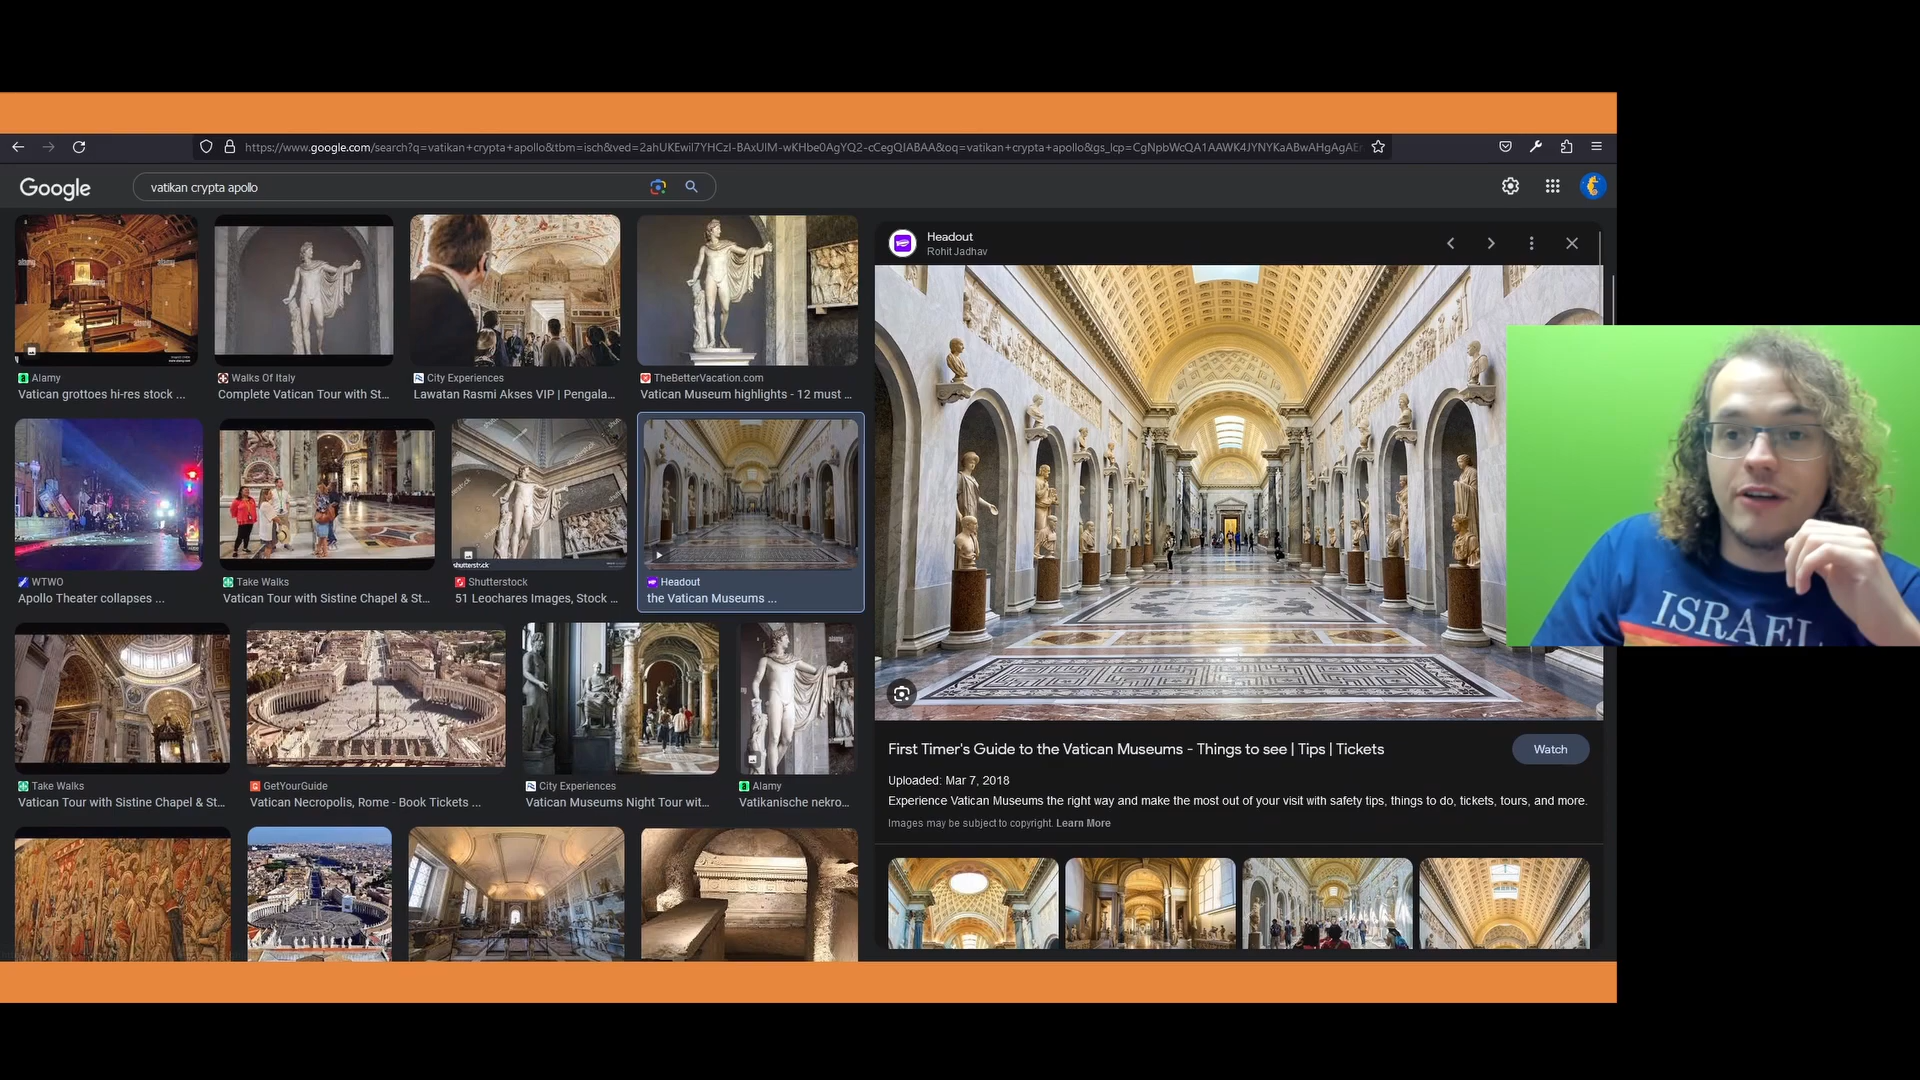 https://www.google.com/search?q=vatikan+crypta+apollo&tbm=isch&ved=2ahUKEwil7YHCzI-BAxUIM-wKHbe0AgYQ2-cCegQIABAA&oq=vatikan+crypta+apollo&gs_lcp=CgNpbWcQA1AAWK4JYNYKaABwAHgAgAE
Google
vatikan crypta apollo
Headout
Rohit Jadhav
Alamy
Vatican grottoes hi-res stock ...
Walks Of Italy
Complete Vatican Tour with St...
City Experiences
Lawatan Rasmi Akses VIP | Pengala...
TheBetterVacation.com
Vatican Museum highlights - 12 must ...
WTWO
Apollo Theater collapses ...
Take Walks
Vatican Tour with Sistine Chapel & St...
shutterstock
Shutterstock
51 Leochares Images, Stock ...
Headout
the Vatican Museums ...
Take Walks
Vatican Tour with Sistine Chapel & St...
GetYourGuide
Vatican Necropolis, Rome - Book Tickets ...
City Experiences
Vatican Museums Night Tour wit...
Alamy
Vatikanische nekro...
First Timer's Guide to the Vatican Museums - Things to see | Tips | Tickets
Watch
Uploaded: Mar 7, 2018
Experience Vatican Museums the right way and make the most out of your visit with safety tips, things to do, tickets, tours, and more.
Images may be subject to copyright. Learn More
ISRAEL